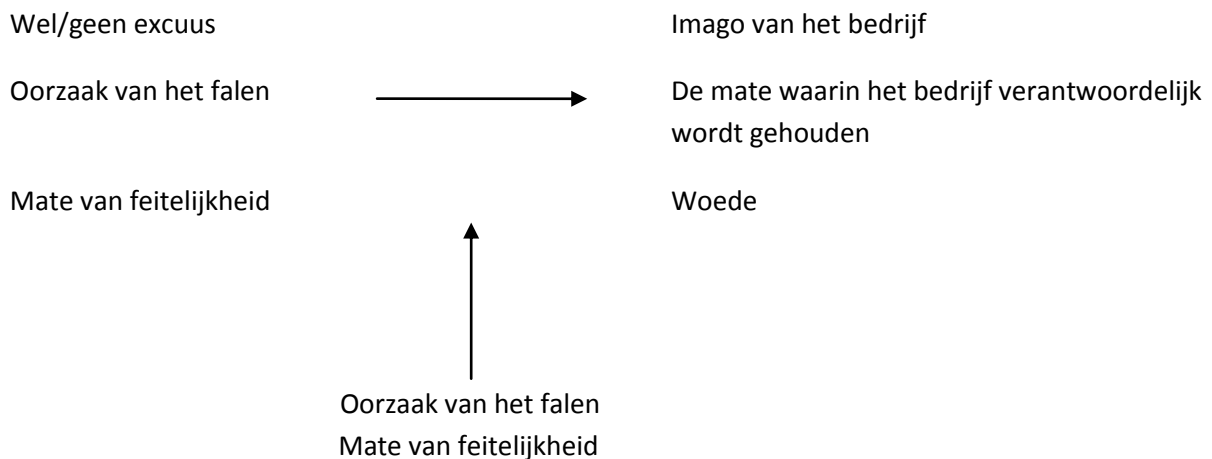 Wel/geen excuus
Imago van het bedrijf
Oorzaak van het falen
De mate waarin het bedrijf verantwoordelijk
wordt gehouden
Mate van feitelijkheid
Woede
Oorzaak van het falen
Mate van feitelijkheid